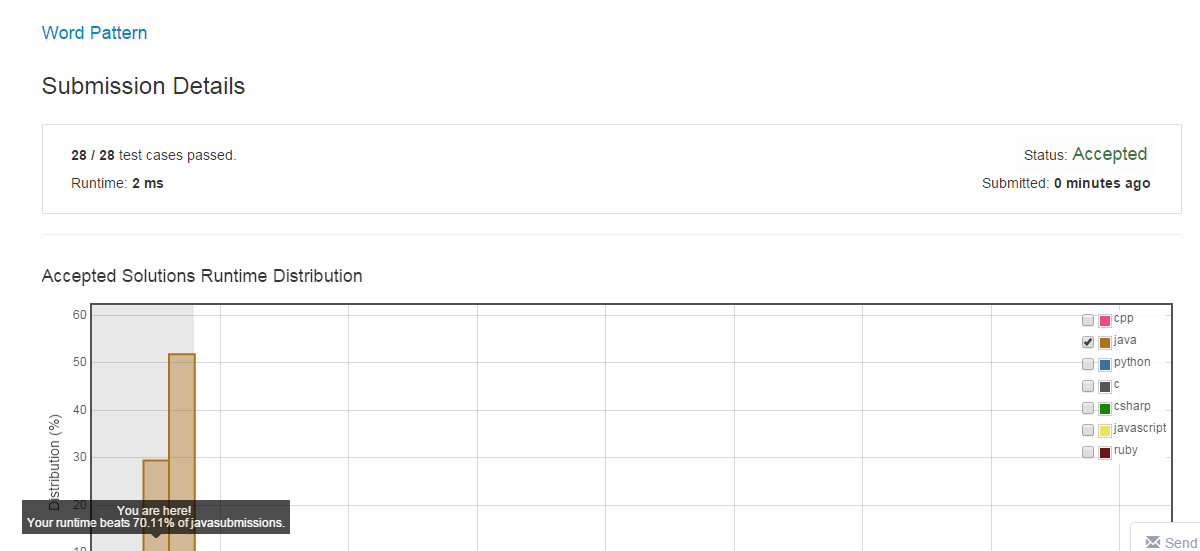 Word Pattern
Submission Details
28 / 28 test cases passed.
Status: Accepted
Runtime: 2 ms
Submitted: 0 minutes ago
Accepted Solutions Runtime Distribution
60
50
40
30
20
10
Distribution (%)
cpp
java
python
c
csharp
javascript
ruby
You are here!
Your runtime beats 70.11% of javasubmissions.
Send